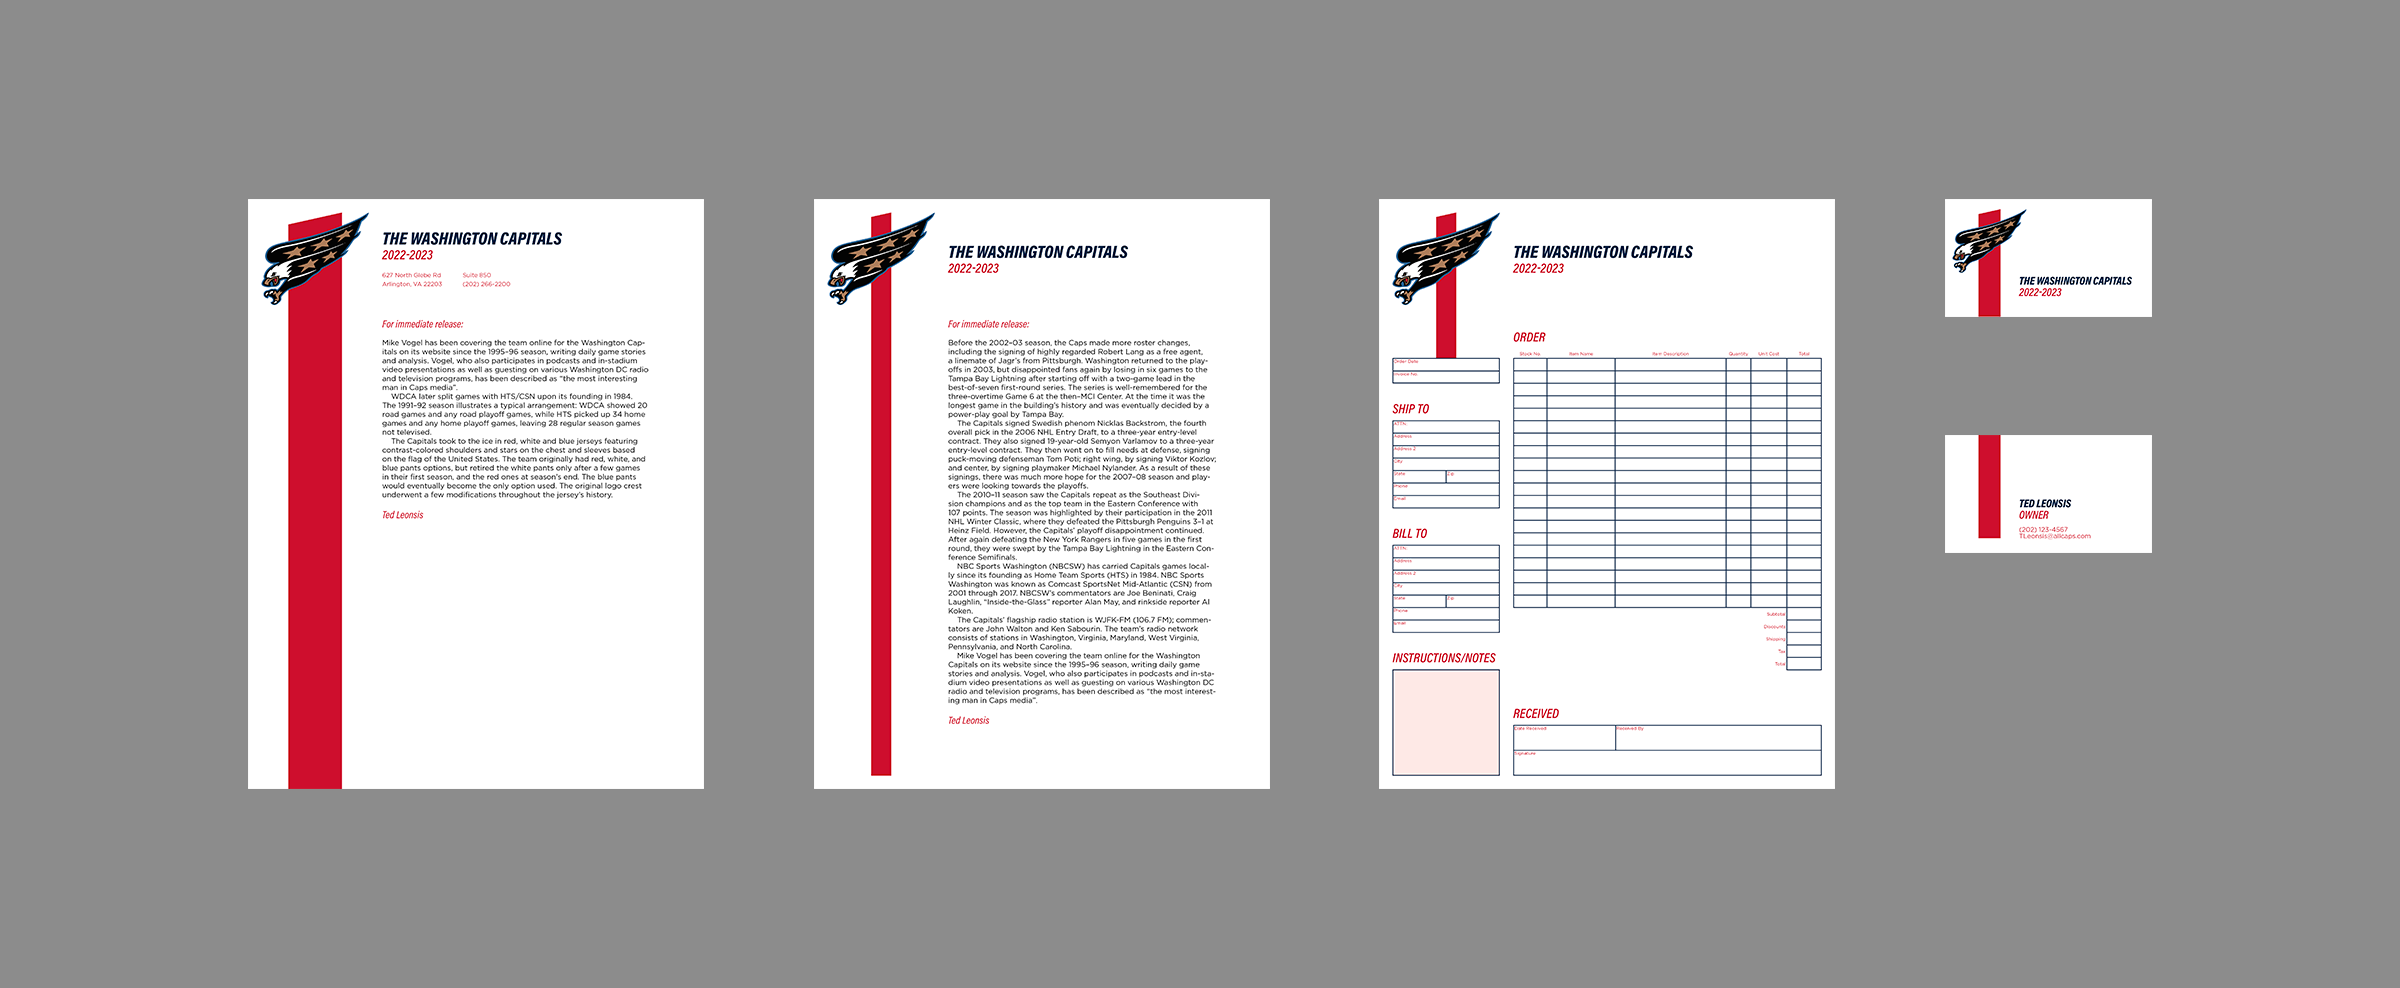 THE WASHINGTON CAPITALS
2022-2023
627 North Glebe Rd Suite 850
Arlington, VA 22203 (202) 266-2200
For immediate release:
Mike Vogel has been covering the team online for the Washington Cap-
itals on its website since the 1995–96 season, writing daily game stories
and analysis. Vogel, who also participates in podcasts and in-stadium
video presentations as well as guesting on various Washington DC radio
and television programs, has been described as “the most interesting
man in Caps media”.
WDCA later split games with HTS/CSN upon its founding in 1984.
The 1991–92 season illustrates a typical arrangement: WDCA showed 20
road games and any road playoff games, while HTS picked up 34 home
games and any home playoff games, leaving 28 regular season games
not televised.
The Capitals took to the ice in red, white and blue jerseys featuring
contrast-colored shoulders and stars on the chest and sleeves based
on the flag of the United States. The team originally had red, white, and
blue pants options, but retired the white pants only after a few games
in their first season, and the red ones at season’s end. The blue pants
would eventually become the only option used. The original logo crest
underwent a few modifications throughout the jersey’s history.
Ted Leonsis
THE WASHINGTON CAPITALS
2022-2023
For immediate release:
Before the 2002–03 season, the Caps made more roster changes,
including the signing of highly regarded Robert Lang as a free agent,
a linemate of Jagr’s from Pittsburgh. Washington returned to the play-
offs in 2003, but disappointed fans again by losing in six games to the
Tampa Bay Lightning after starting off with a two-game lead in the
best-of-seven first-round series. The series is well-remembered for the
three-overtime Game 6 at the then–MCI Center. At the time it was the
longest game in the building’s history and was eventually decided by a
power-play goal by Tampa Bay.
The Capitals signed Swedish phenom Nicklas Backstrom, the fourth
overall pick in the 2006 NHL Entry Draft, to a three-year entry-level
contract. They also signed 19-year-old Semyon Varlamov to a three-year
entry-level contract. They then went on to fill needs at defense, signing
puck-moving defenseman Tom Poti; right wing, by signing Viktor Kozlov;
and center, by signing playmaker Michael Nylander. As a result of these
signings, there was much more hope for the 2007–08 season and play-
ers were looking towards the playoffs.
The 2010–11 season saw the Capitals repeat as the Southeast Divi-
sion champions and as the top team in the Eastern Conference with
107 points. The season was highlighted by their participation in the 2011
NHL Winter Classic, where they defeated the Pittsburgh Penguins 3–1 at
Heinz Field. However, the Capitals’ playoff disappointment continued.
After again defeating the New York Rangers in five games in the first
round, they were swept by the Tampa Bay Lightning in the Eastern Con-
ference Semifinals.
NBC Sports Washington (NBCSW) has carried Capitals games local-
ly since its founding as Home Team Sports (HTS) in 1984. NBC Sports
Washington was known as Comcast SportsNet Mid-Atlantic (CSN) from
2001 through 2017. NBCSW’s commentators are Joe Beninati, Craig
Laughlin, “Inside-the-Glass” reporter Alan May, and rinkside reporter Al
Koken.
The Capitals’ flagship radio station is WJFK-FM (106.7 FM); commen-
tators are John Walton and Ken Sabourin. The team’s radio network
consists of stations in Washington, Virginia, Maryland, West Virginia,
Pennsylvania, and North Carolina.
Mike Vogel has been covering the team online for the Washington
Capitals on its website since the 1995–96 season, writing daily game
stories and analysis. Vogel, who also participates in podcasts and in-sta-
dium video presentations as well as guesting on various Washington DC
radio and television programs, has been described as “the most interest-
ing man in Caps media”.
Ted Leonsis
THE WASHINGTON CAPITALS
2022-2023
Order Date
Invoice No.
SHIP TO
ATTN:
Address
Address 2
City
State Zip
Phone
Email
BILL TO
ATTN:
Address
Address 2
City
State Zip
Phone
Email
INSTRUCTIONS/NOTES
ORDER
Stock No. Item Name Item Description Quantity Unit Cost Total
Subtotal
Discounts
Shipping
Tax
Total
RECEIVED
Date Received Received By
Signature
THE WASHINGTON CAPITALS
2022-2023
TED LEONSIS
OWNER
(202) 123-4567
TLeonsis@allcaps.com